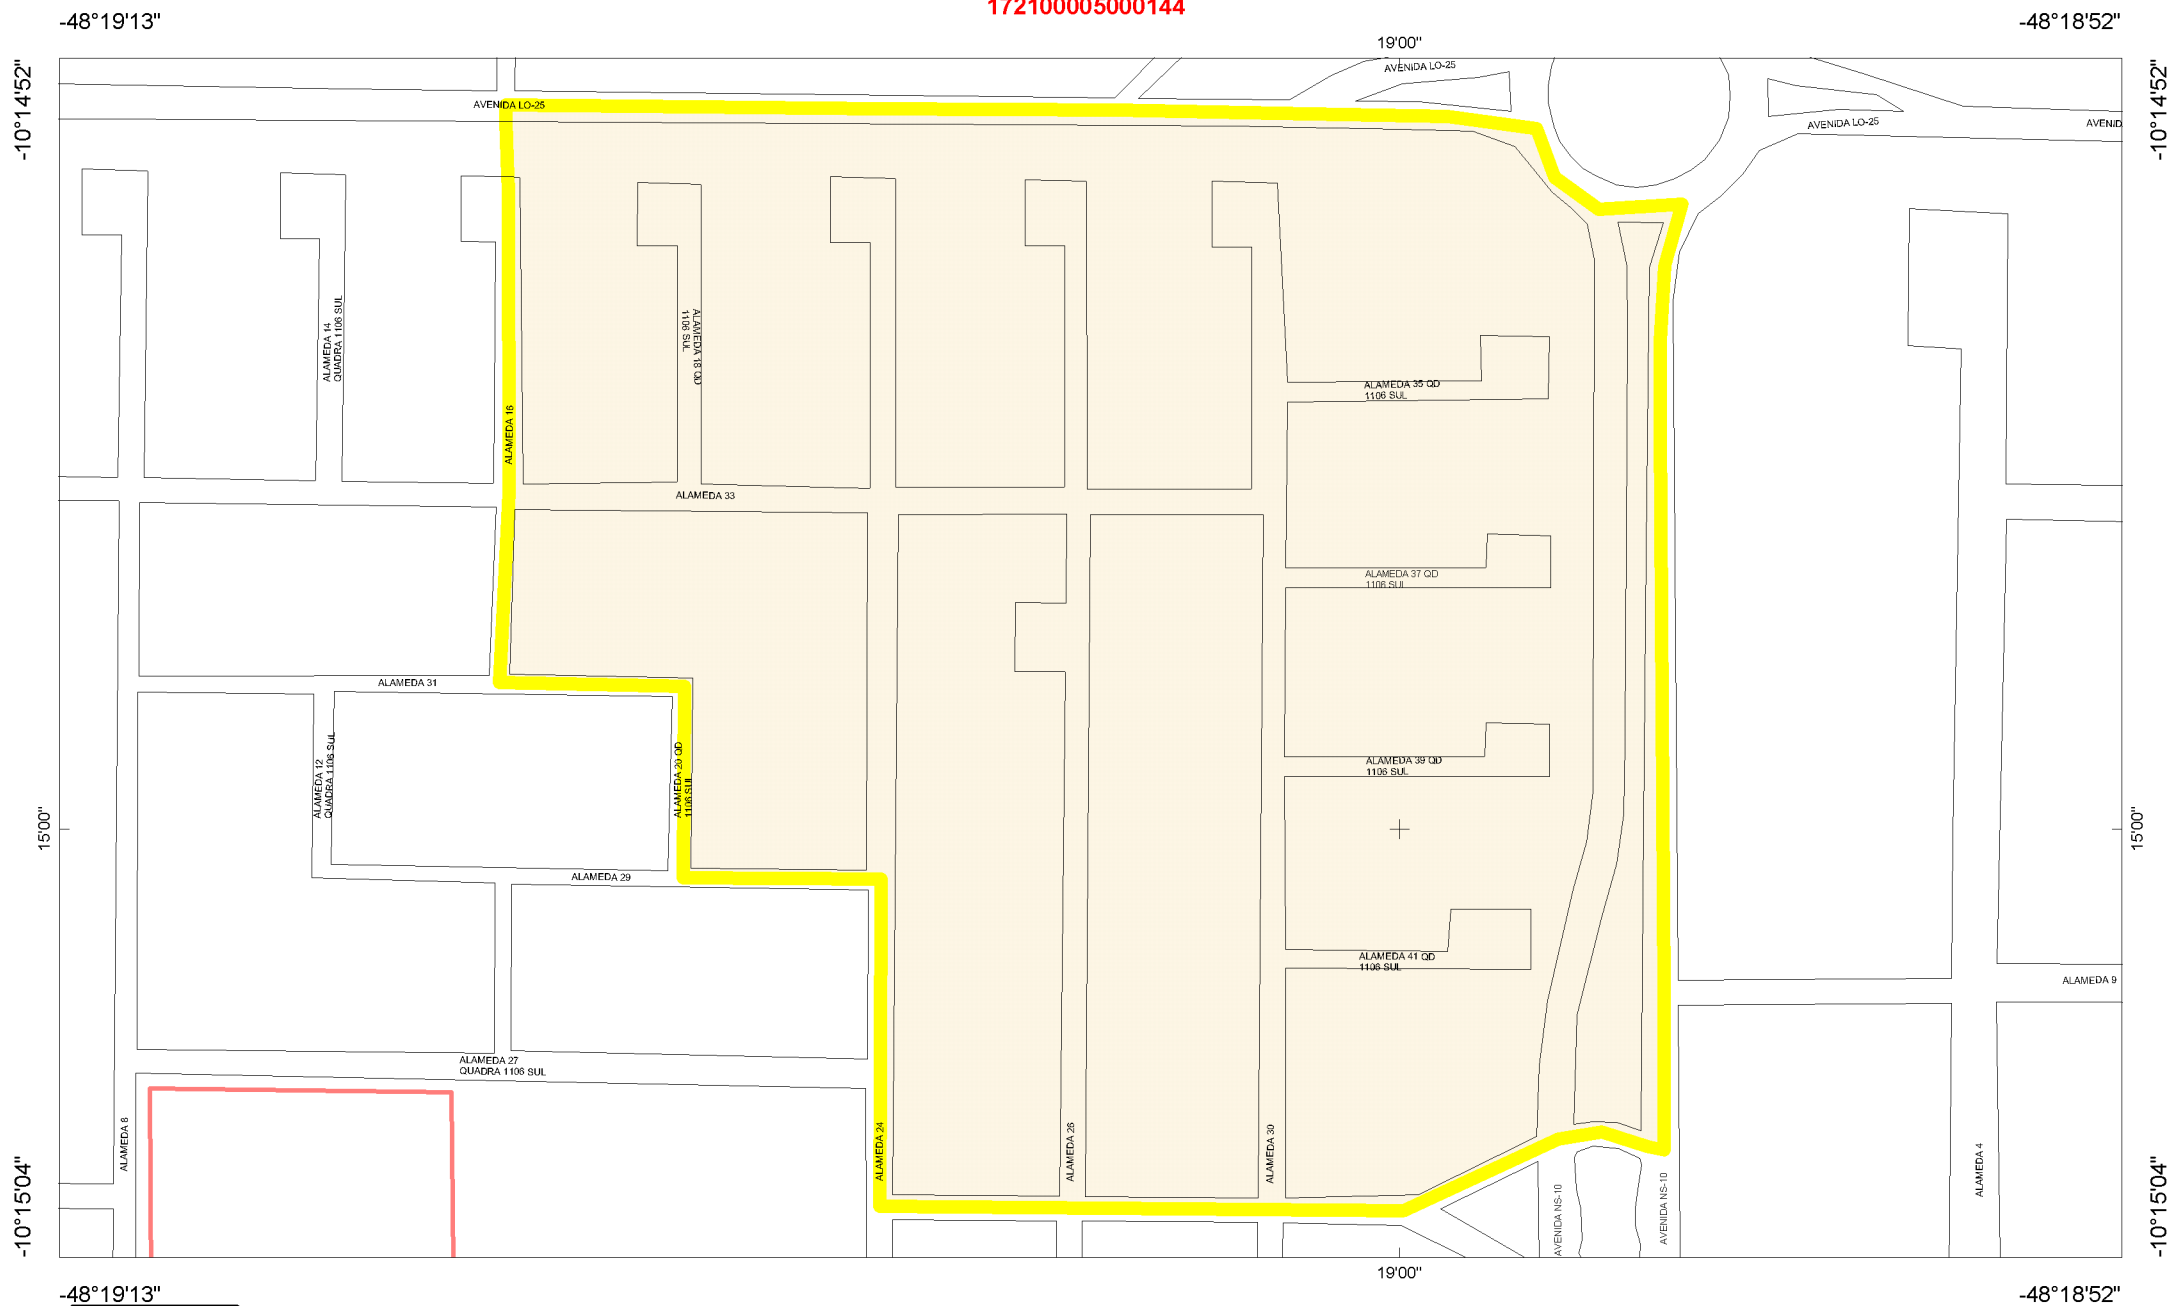 172100005000144
-48°19'13"
-48°18'52"
19'00"
-10°14'52"
-10°14'52"
AVENIDA LO-25
AVENIDA LO-25
AVENIDA LO-25
AVENID
ALAMEDA 14
QUADRA 1106 SUL
ALAMEDA 18 QD
1106 SUL
ALAMEDA 16
ALAMEDA 35 QD
1106 SUL
ALAMEDA 33
ALAMEDA 37 QD
1106 SUL
ALAMEDA 31
ALAMEDA 12
QUADRA 1106 SUL
ALAMEDA 20 QD
1106 SUL
ALAMEDA 39 QD
1106 SUL
15'00"
15'00"
ALAMEDA 29
ALAMEDA 41 QD
1106 SUL
ALAMEDA 9
ALAMEDA 27
QUADRA 1106 SUL
ALAMEDA 8
ALAMEDA 24
ALAMEDA 26
ALAMEDA 30
AVENIDA NS-10
AVENIDA NS-10
ALAMEDA 4
-10°15'04"
-10°15'04"
19'00"
-48°19'13"
-48°18'52"